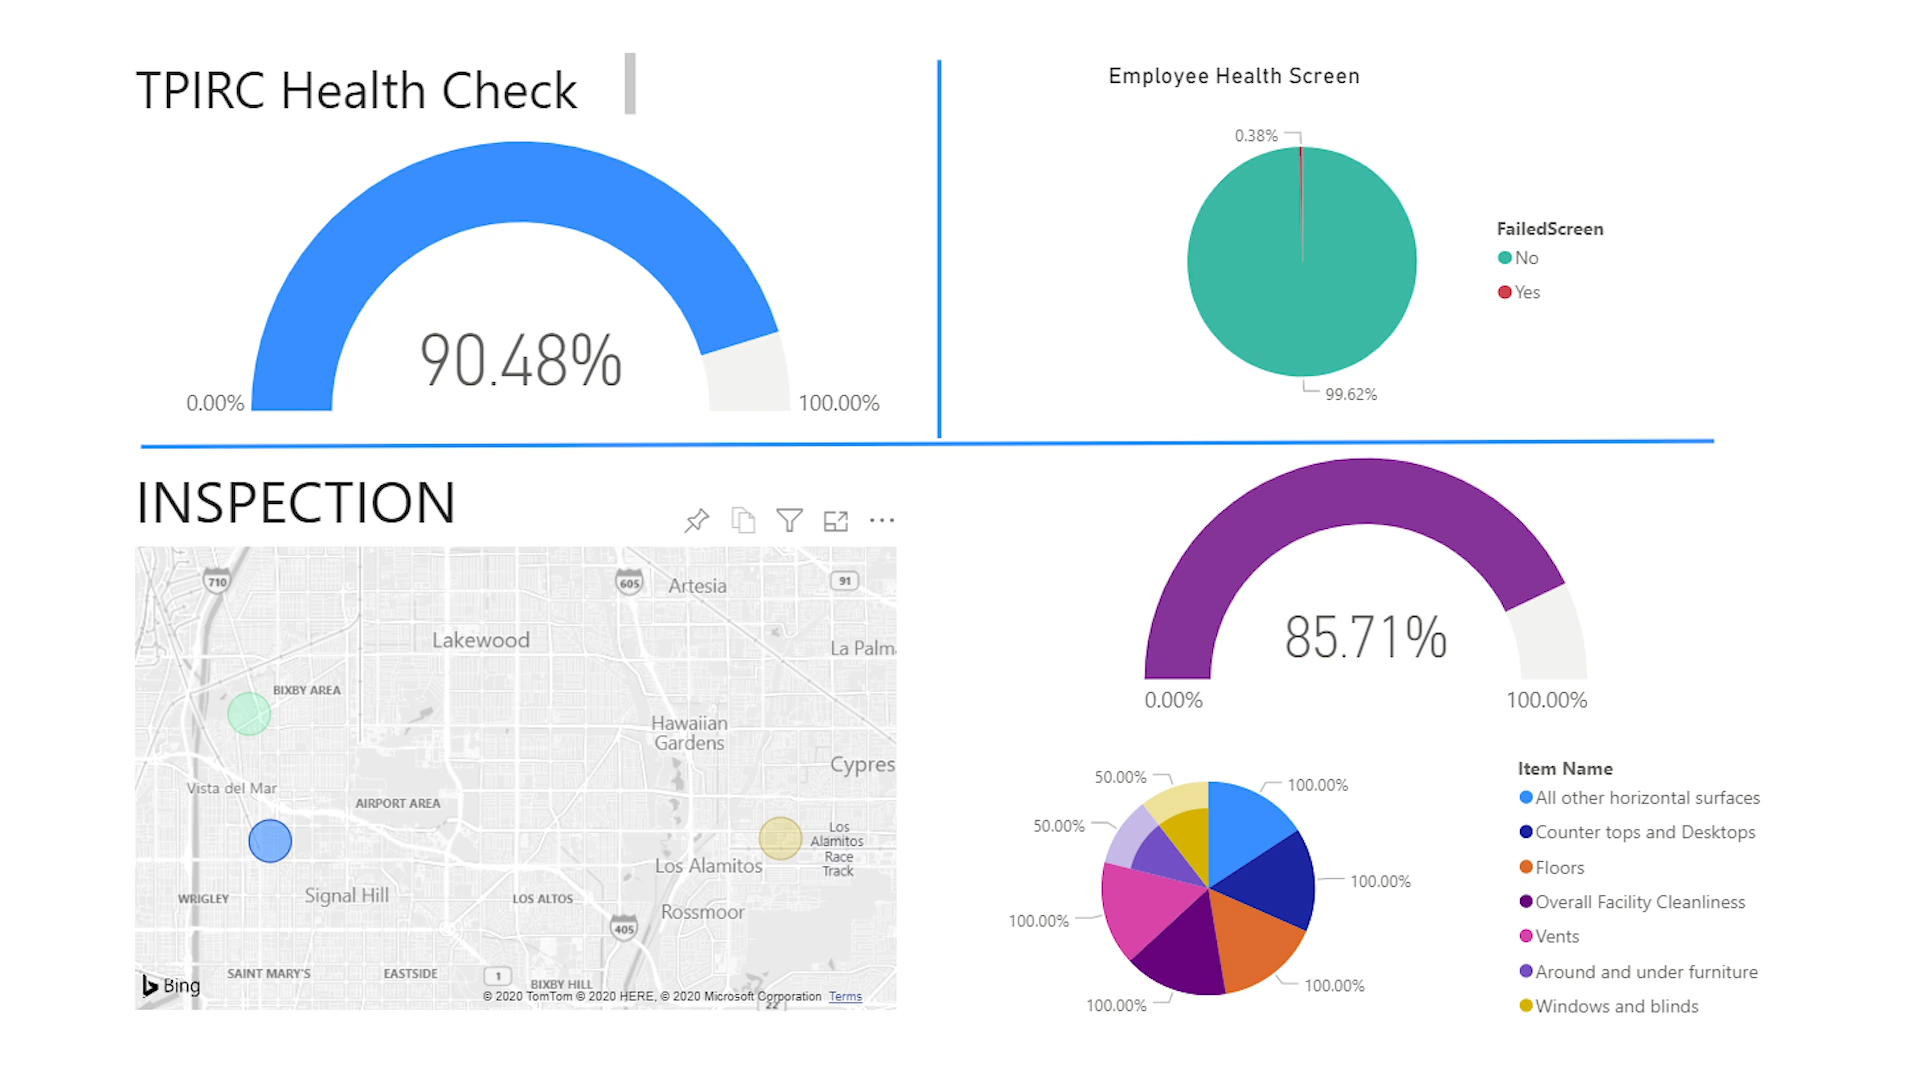 TPIRC Health Check
90.48%
0.00%
100.00%
Employee Health Screen
0.38%
99.62%
FailedScreen
No
Yes
INSPECTION
710
605
Artesia
91
Lakewood
La Palm
BIXBY AREA
Hawaiian
Gardens
Cypres
Vista del Mar
AIRPORT AREA
Los
Alamitos
Race
Track
Los Alamitos
WRIGLEY
Signal Hill
LOS ALTOS
Rossmoor
405
SAINT MARY'S
EASTSIDE
1
BIXBY HILL
22
Bing
© 2020 TomTom © 2020 HERE, © 2020 Microsoft Corporation Terms
85.71%
0.00%
100.00%
50.00%
100.00%
50.00%
100.00%
100.00%
100.00%
100.00%
Item Name
All other horizontal surfaces
Counter tops and Desktops
Floors
Overall Facility Cleanliness
Vents
Around and under furniture
Windows and blinds